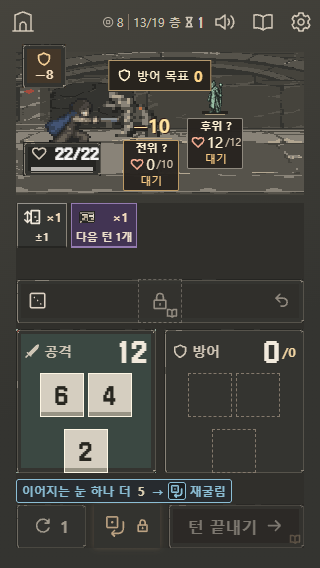 8 13/19 층 1
−8
방어 목표 0
−10
22/22
전위 ?
0/10
대기
후위 ?
12/12
대기
×1
±1
×1
다음 턴 1개
공격 12
6 4
2
방어 0/0
이어지는 눈 하나 더 5 → 재굴림
1
턴 끝내기 →